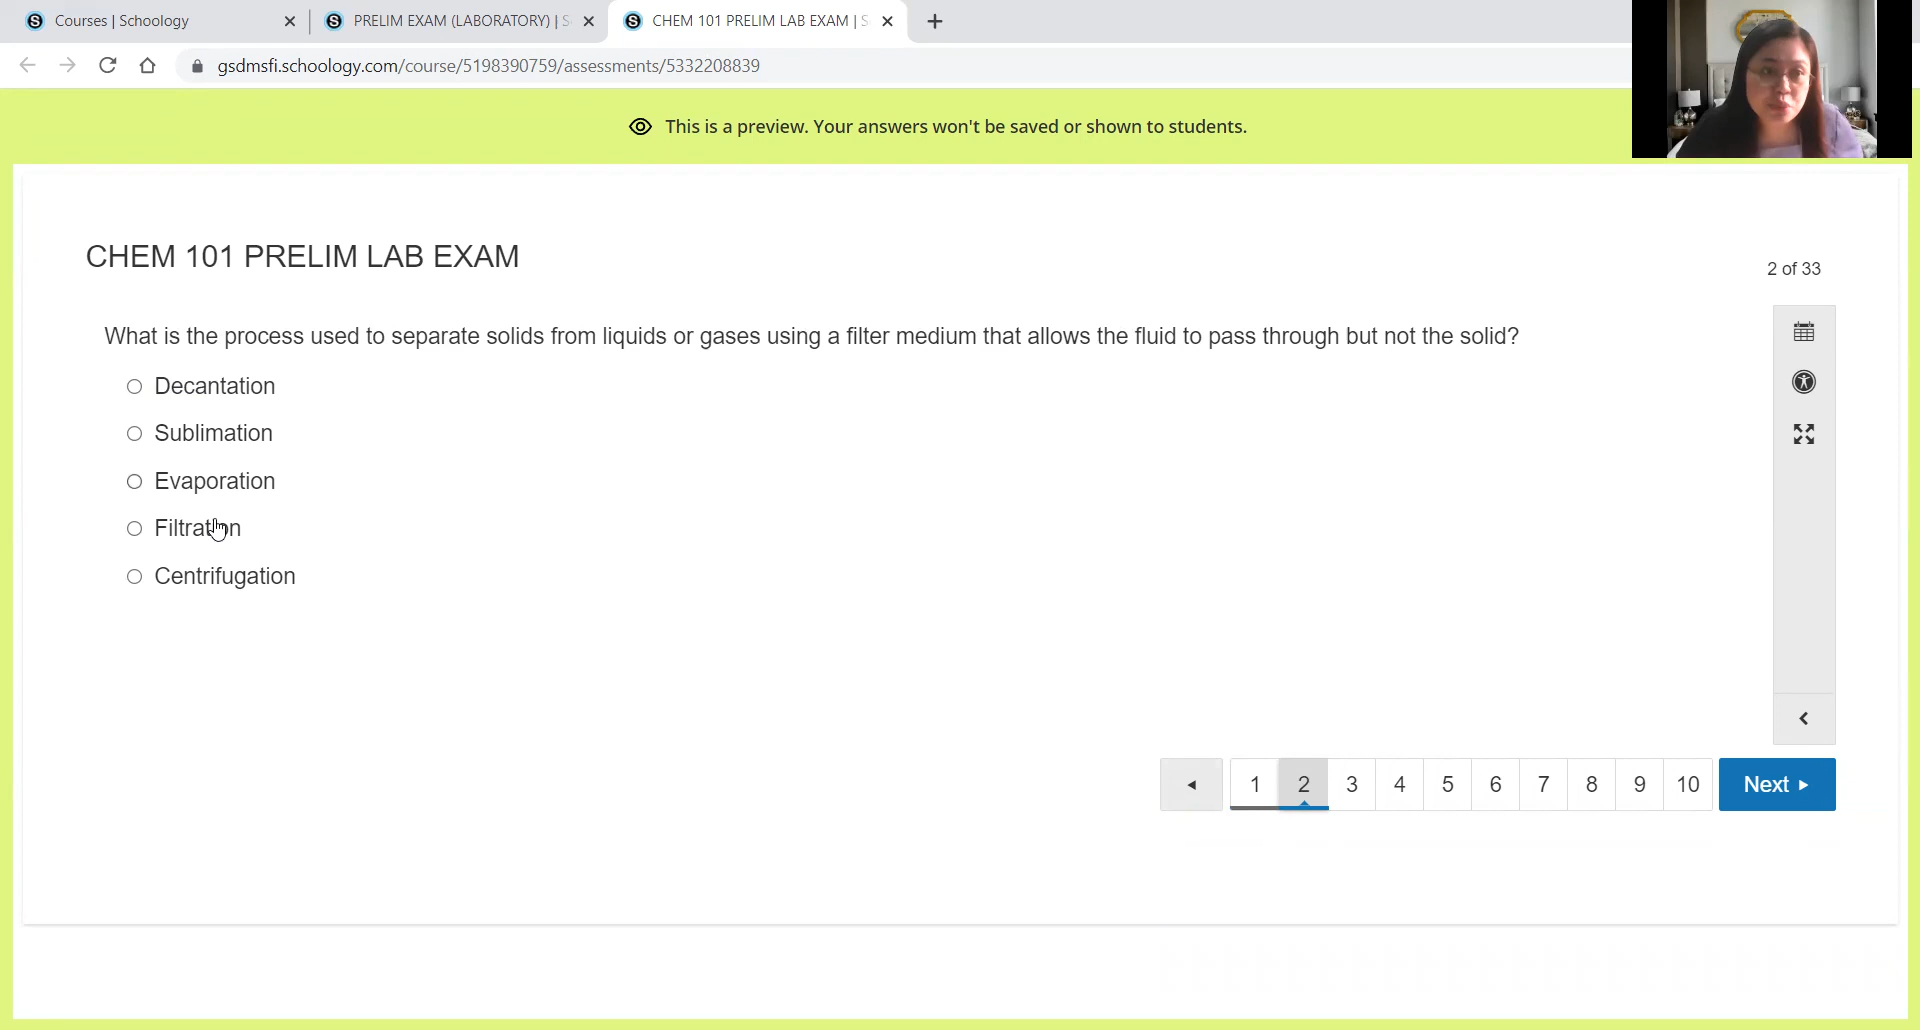 Courses | Schoology
PRELIM EXAM (LABORATORY) | S
CHEM 101 PRELIM LAB EXAM | S
gsdmsfi.schoology.com/course/5198390759/assessments/5332208839
This is a preview. Your answers won't be saved or shown to students.
CHEM 101 PRELIM LAB EXAM
2 of 33
What is the process used to separate solids from liquids or gases using a filter medium that allows the fluid to pass through but not the solid?
Decantation
Sublimation
Evaporation
Filtration
Centrifugation
1 2 3 4 5 6 7 8 9 10 Next